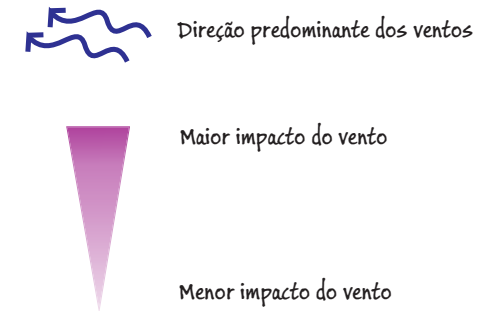 Direção predominante dos ventos
Maior impacto do vento
Menor impacto do vento